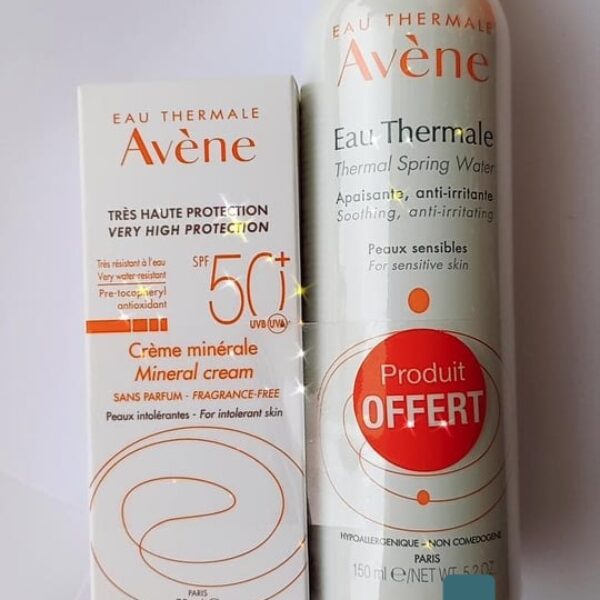 EAU THERMALE
Avène
TRÈS HAUTE PROTECTION
VERY HIGH PROTECTION
Très résistant à l'eau
Very water-resistant
Pre-tocopheryl
antioxidant
SPF 50+
UVB UVA
Crème minérale
Mineral cream
SANS PARFUM - FRAGRANCE-FREE
Peaux intolérantes - For intolerant skin
PARIS
EAU THERMALE
Avène
Eau Thermale
Thermal Spring Water
Apaisante, anti-irritante
Soothing, anti-irritating
Peaux sensibles
For sensitive skin
Produit
OFFERT
HYPOALLERGENIQUE - NON COMEDOGENE
PARIS
150 ml e/NET WT. 5.2 OZ